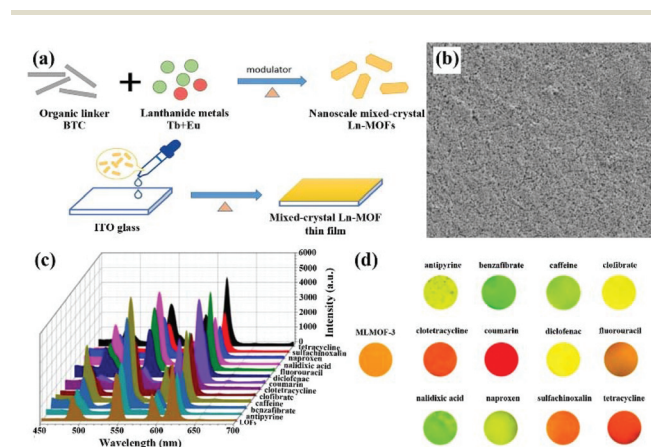 (a)
modulator
Organic linker
BTC
Lanthanide metals
Tb+Eu
Nanoscale mixed-crystal
Ln-MOFs
ITO glass
Mixed-crystal Ln-MOF
thin film
(b)
(c)
6000
5000
4000
3000
2000
1000
0
Intensity (a.u.)
tetracycline
sulfachinoxalin
naproxen
nalidixic acid
fluorouracil
diclofenac
coumarin
clotetracycline
clofibrate
caffeine
benzafibrate
antipyrine
450 500 550 600 650 700
Wavelength (nm)
(d)
antipyrine benzafibrate caffeine clofibrate
MLMOF-3
clotetracycline coumarin diclofenac fluorouracil
nalidixic acid naproxen sulfachinoxalin tetracycline